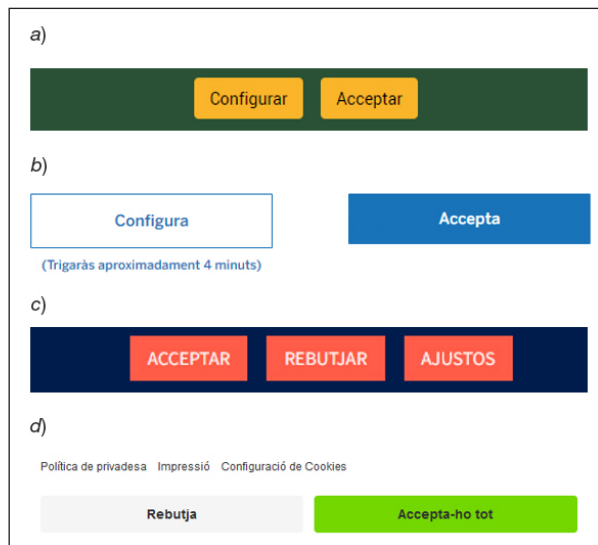 a)
Configurar Acceptar
b)
Configura Accepta
(Trigaràs aproximadament 4 minuts)
c)
ACCEPTAR REBUTJAR AJUSTOS
d)
Política de privadesa Impressió Configuració de Cookies
Rebutja Accepta-ho tot